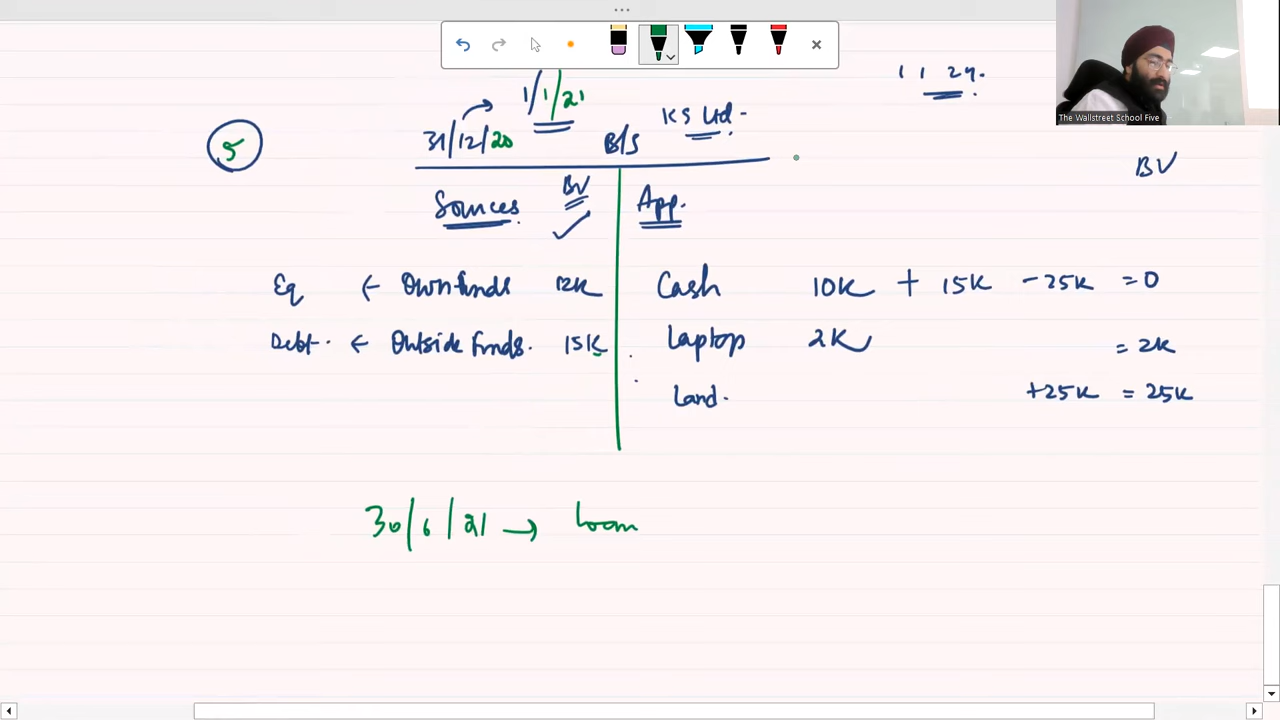 1 1 24.
The Wallstreet School Five
1/1/21
31/12/20 B/S KS Ltd.
5
BV
Sources BV App.
Eq ← Own funds 12K Cash 10K + 15K - 25K = 0
Debt ← Outside Funds. 15K Laptop 2K = 2K
Land. +25K = 25K
30/6/21 → Loan